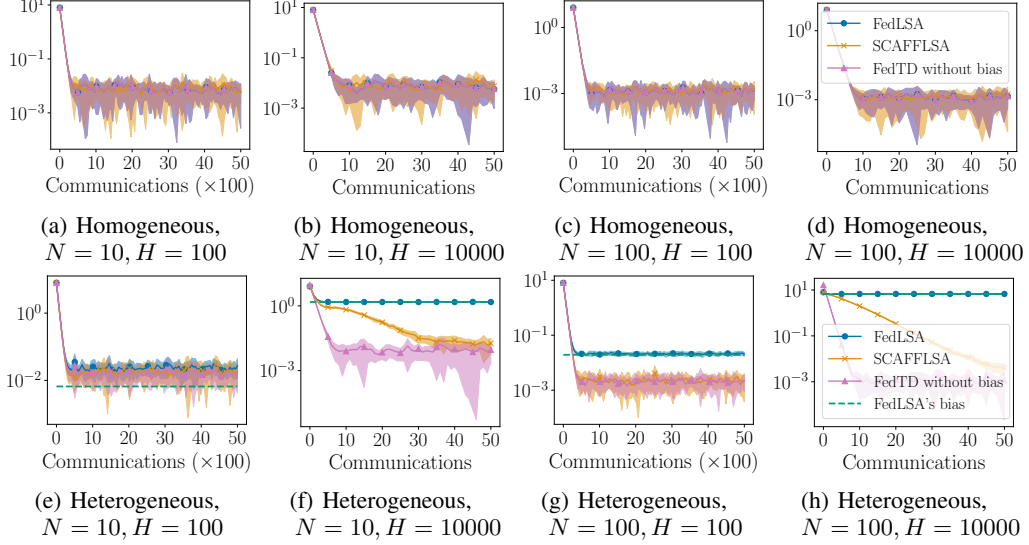 10^1
10^{-1}
10^{-3}
0 10 20 30 40 50
Communications (×100)
(a) Homogeneous,
N = 10, H = 100
10^1
10^{-1}
10^{-3}
0 10 20 30 40 50
Communications
(b) Homogeneous,
N = 10, H = 10000
10^0
10^{-3}
0 10 20 30 40 50
Communications (×100)
(c) Homogeneous,
N = 100, H = 100
10^0
10^{-3}
FedLSA
SCAFFLSA
FedTD without bias
0 10 20 30 40 50
Communications
(d) Homogeneous,
N = 100, H = 10000
10^0
10^{-2}
0 10 20 30 40 50
Communications (×100)
(e) Heterogeneous,
N = 10, H = 100
10^0
10^{-2}
10^{-4}
0 10 20 30 40 50
Communications
(f) Heterogeneous,
N = 10, H = 10000
10^1
10^{-1}
10^{-3}
0 10 20 30 40 50
Communications (×100)
(g) Heterogeneous,
N = 100, H = 100
10^1
10^{-1}
10^{-3}
FedLSA
SCAFFLSA
FedTD without bias
FedLSA's bias
0 10 20 30 40 50
Communications
(h) Heterogeneous,
N = 100, H = 10000